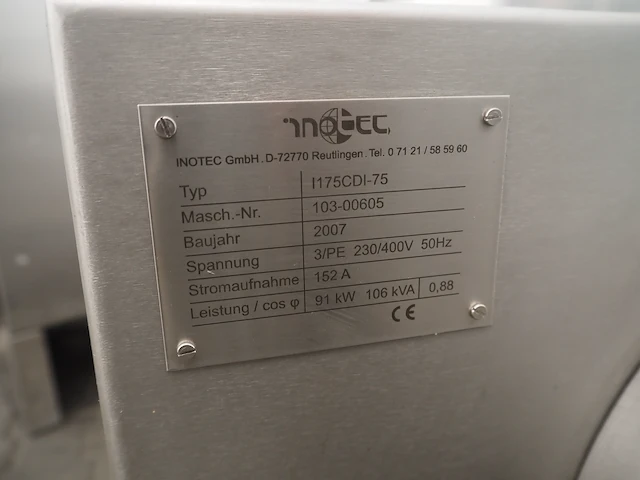 INOTEC
INOTEC GmbH. D-72770 Reutlingen. Tel. 0 71 21 / 58 59 60
Typ I175CDI-75
Masch.-Nr. 103-00605
Baujahr 2007
Spannung 3/PE 230/400V 50Hz
Stromaufnahme 152 A
Leistung / cos φ 91 kW 106 kVA 0,88
CE